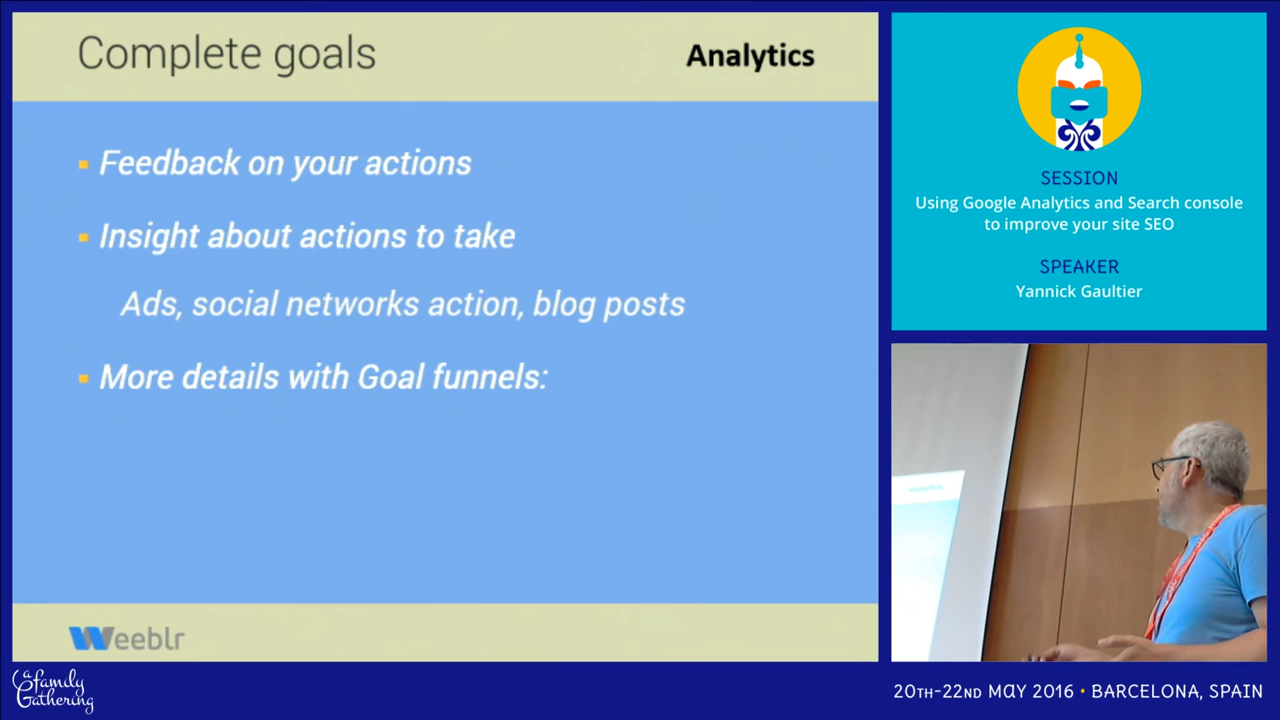 Complete goals
Analytics
Feedback on your actions
Insight about actions to take
Ads, social networks action, blog posts
More details with Goal funnels:
Weeblr
SESSION
Using Google Analytics and Search console
to improve your site SEO
SPEAKER
Yannick Gaultier
a family
Gathering
20TH-22ND MAY 2016 • BARCELONA, SPAIN